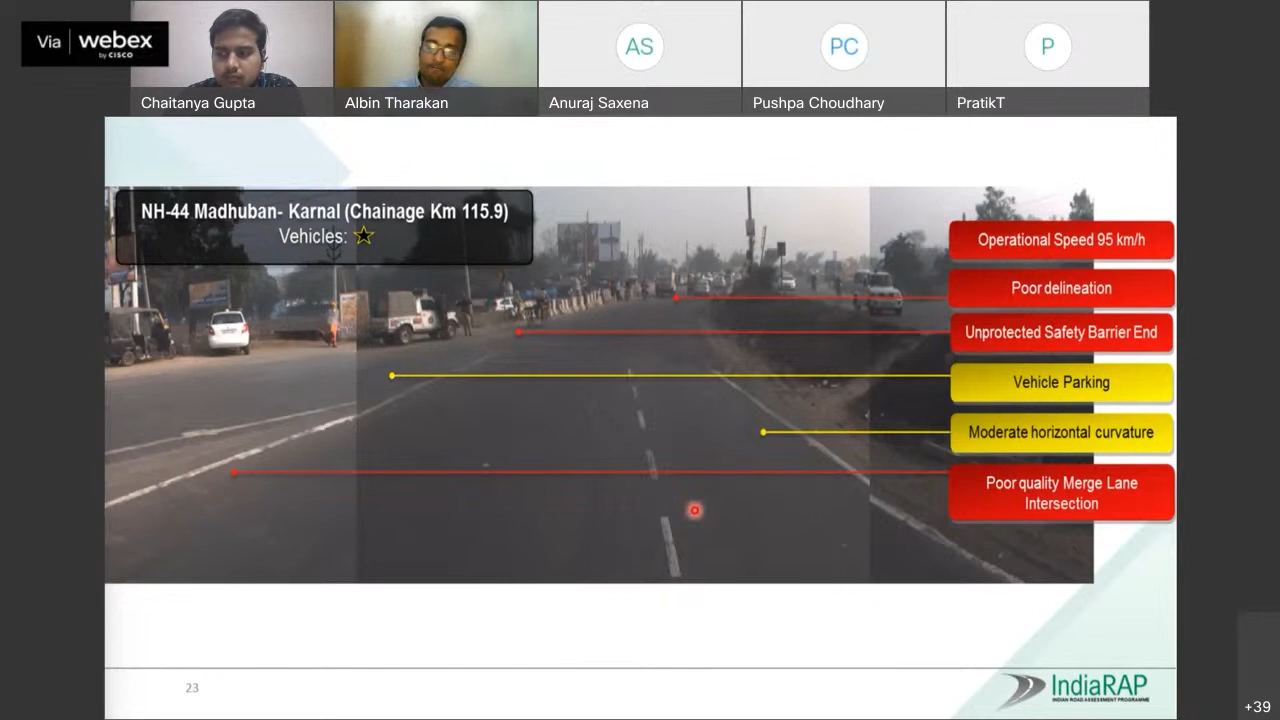 Via webex
by CISCO
AS
PC
P
Chaitanya Gupta
Albin Tharakan
Anuraj Saxena
Pushpa Choudhary
PratikT
NH-44 Madhuban- Karnal (Chainage Km 115.9)
Vehicles:
Operational Speed 95 km/h
Poor delineation
Unprotected Safety Barrier End
Vehicle Parking
Moderate horizontal curvature
Poor quality Merge Lane
Intersection
23
IndiaRAP
INDIAN ROAD ASSESSMENT PROGRAMME
+39